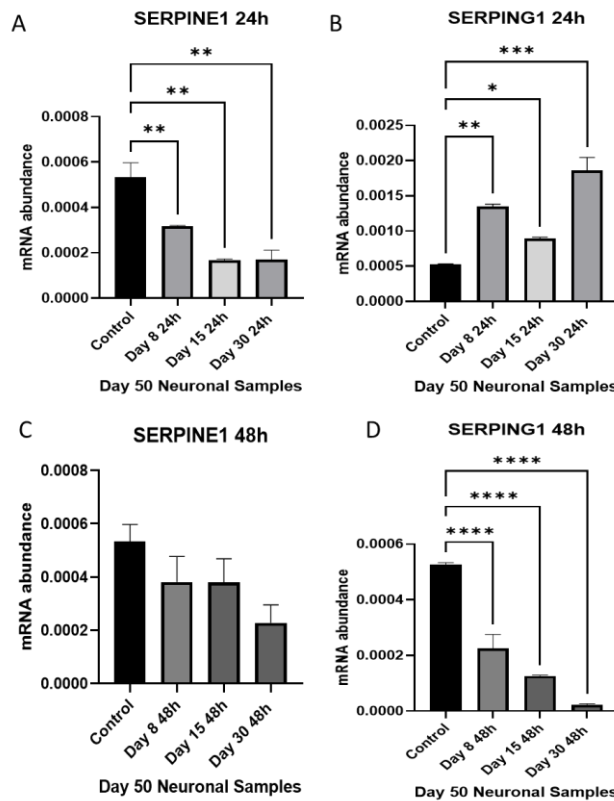 A
SERPINE1 24h
**
**
**
mRNA abundance
0.0008
0.0006
0.0004
0.0002
0.0000
Control
Day 8 24h
Day 15 24h
Day 30 24h
Day 50 Neuronal Samples
B
SERPING1 24h
***
*
**
mRNA abundance
0.0025
0.0020
0.0015
0.0010
0.0005
0.0000
Control
Day 8 24h
Day 15 24h
Day 30 24h
Day 50 Neuronal Samples
C
SERPINE1 48h
mRNA abundance
0.0008
0.0006
0.0004
0.0002
0.0000
Control
Day 8 48h
Day 15 48h
Day 30 48h
Day 50 Neuronal Samples
D
SERPING1 48h
****
****
****
mRNA abundance
0.0006
0.0004
0.0002
0.0000
Control
Day 8 48h
Day 15 48h
Day 30 48h
Day 50 Neuronal Samples